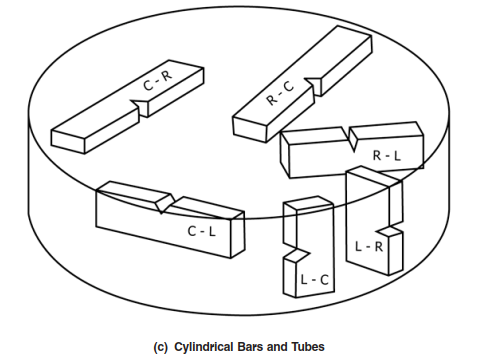 C - R
R - C
R - L
C - L
L - R
L - C
(c) Cylindrical Bars and Tubes